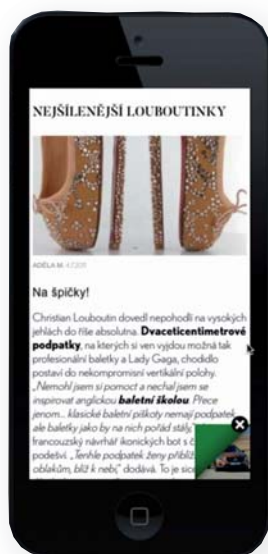 NEJŠÍLENĚJŠÍ LOUBOUTINKY
ADÉLA M.
Na špičky!
Christian Louboutin dovedl nepohodlí na vysokých
jehlách do říše absolutna. Dvaceticentimetrové
podpatky, na kterých si ven vyjdou možná tak
profesionální baletky a Lady Gaga, chodidlo
postaví do nekompromisní vertikální polohy.
„Nemohl jsem si pomoct a nechal jsem se
inspirovat anglickou baletní školou. Přece
jenom... klasické baletní piškoty nemají podpatek,
ale baletky jako by na nich pořád stály,"
francouzský návrhář ikonických bot s
podešví. „Tenhle podpatek ženy přiblíž
oblakům, blíž k nebi," dodává. To je sice